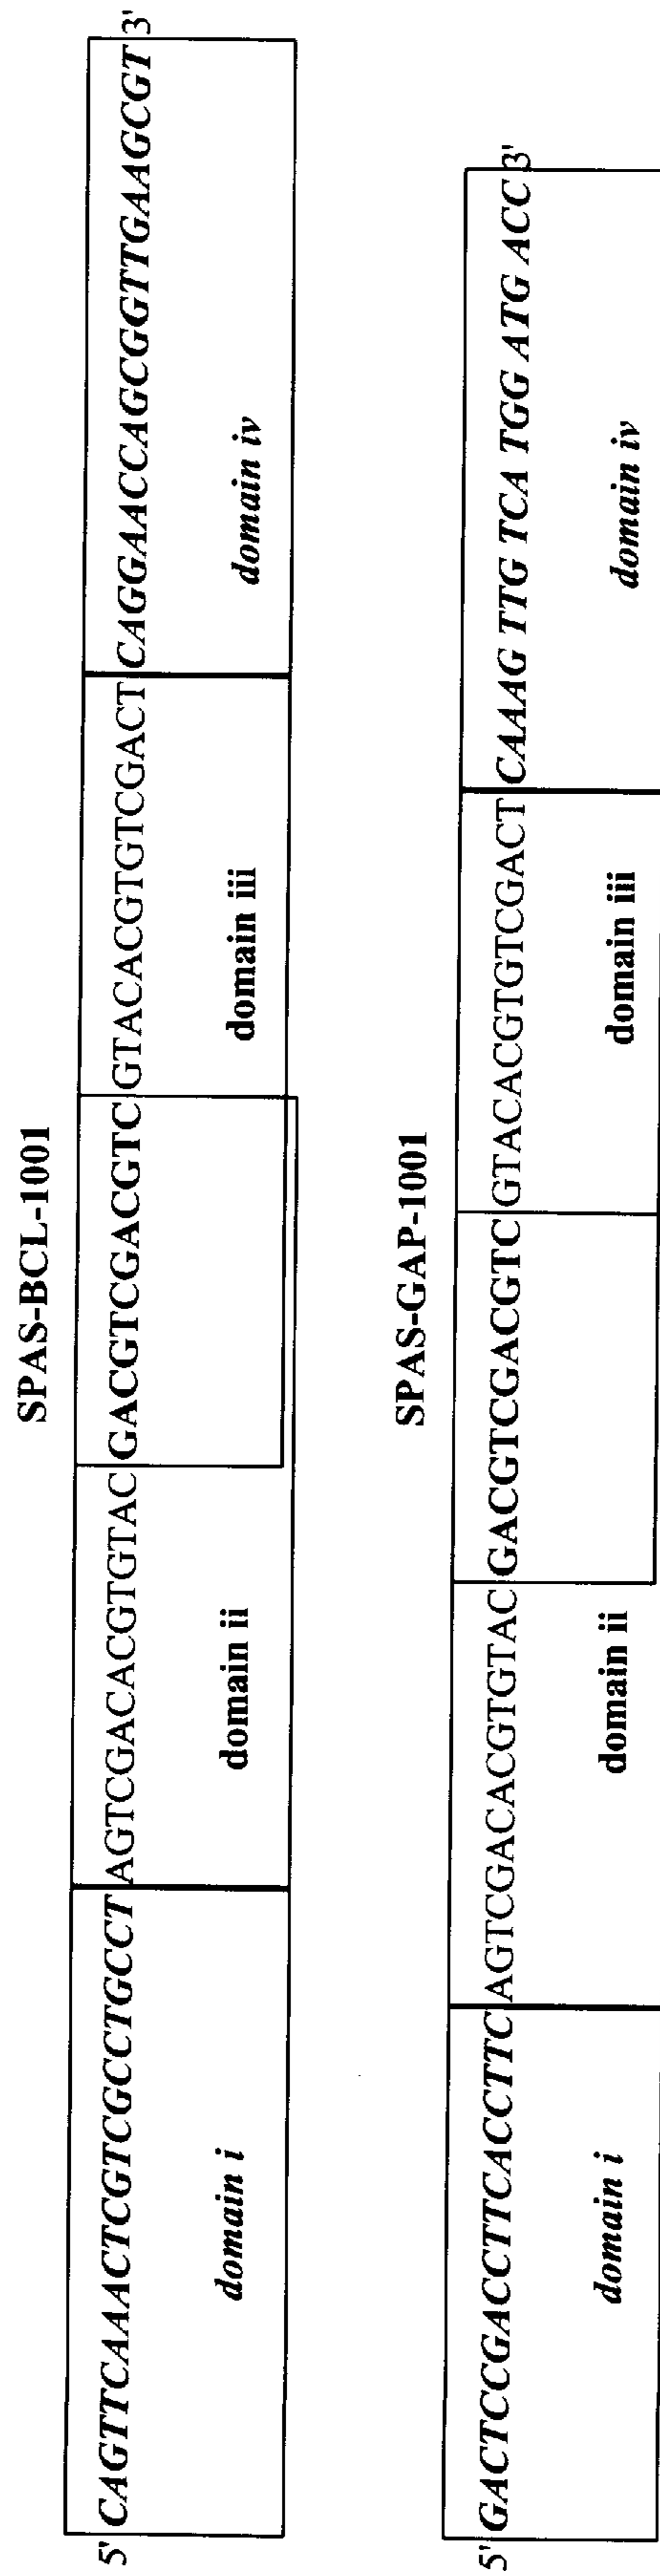 SPAS-BCL-1001
5' CAGTTCAAACTCGTCGCCTGCCT AGTCGACACGTGTAC GACGTCGACGTC GTACACGTGTCGACT CAGGAACCAGCGGTTGAAGCGT 3'
domain i domain ii domain iii domain iv
SPAS-GAP-1001
5' GACTCCGACCTTCACCTTC AGTCGACACGTGTAC GACGTCGACGTC GTACACGTGTCGACT CAAAG TTG TCA TGG ATG ACC 3'
domain i domain ii domain iii domain iv